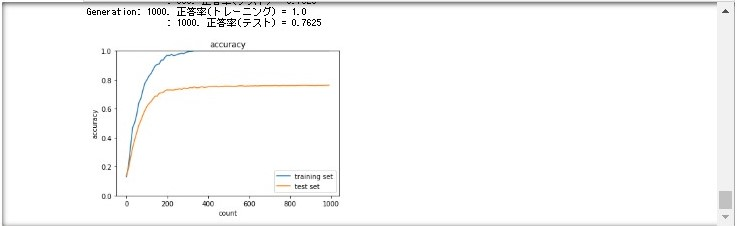 Generation: 1000. 正答率(トレーニング) = 1.0
: 1000. 正答率(テスト) = 0.7625
accuracy
1.0
0.8
0.6
0.4
0.2
0.0
accuracy
training set
test set
0 200 400 600 800 1000
count